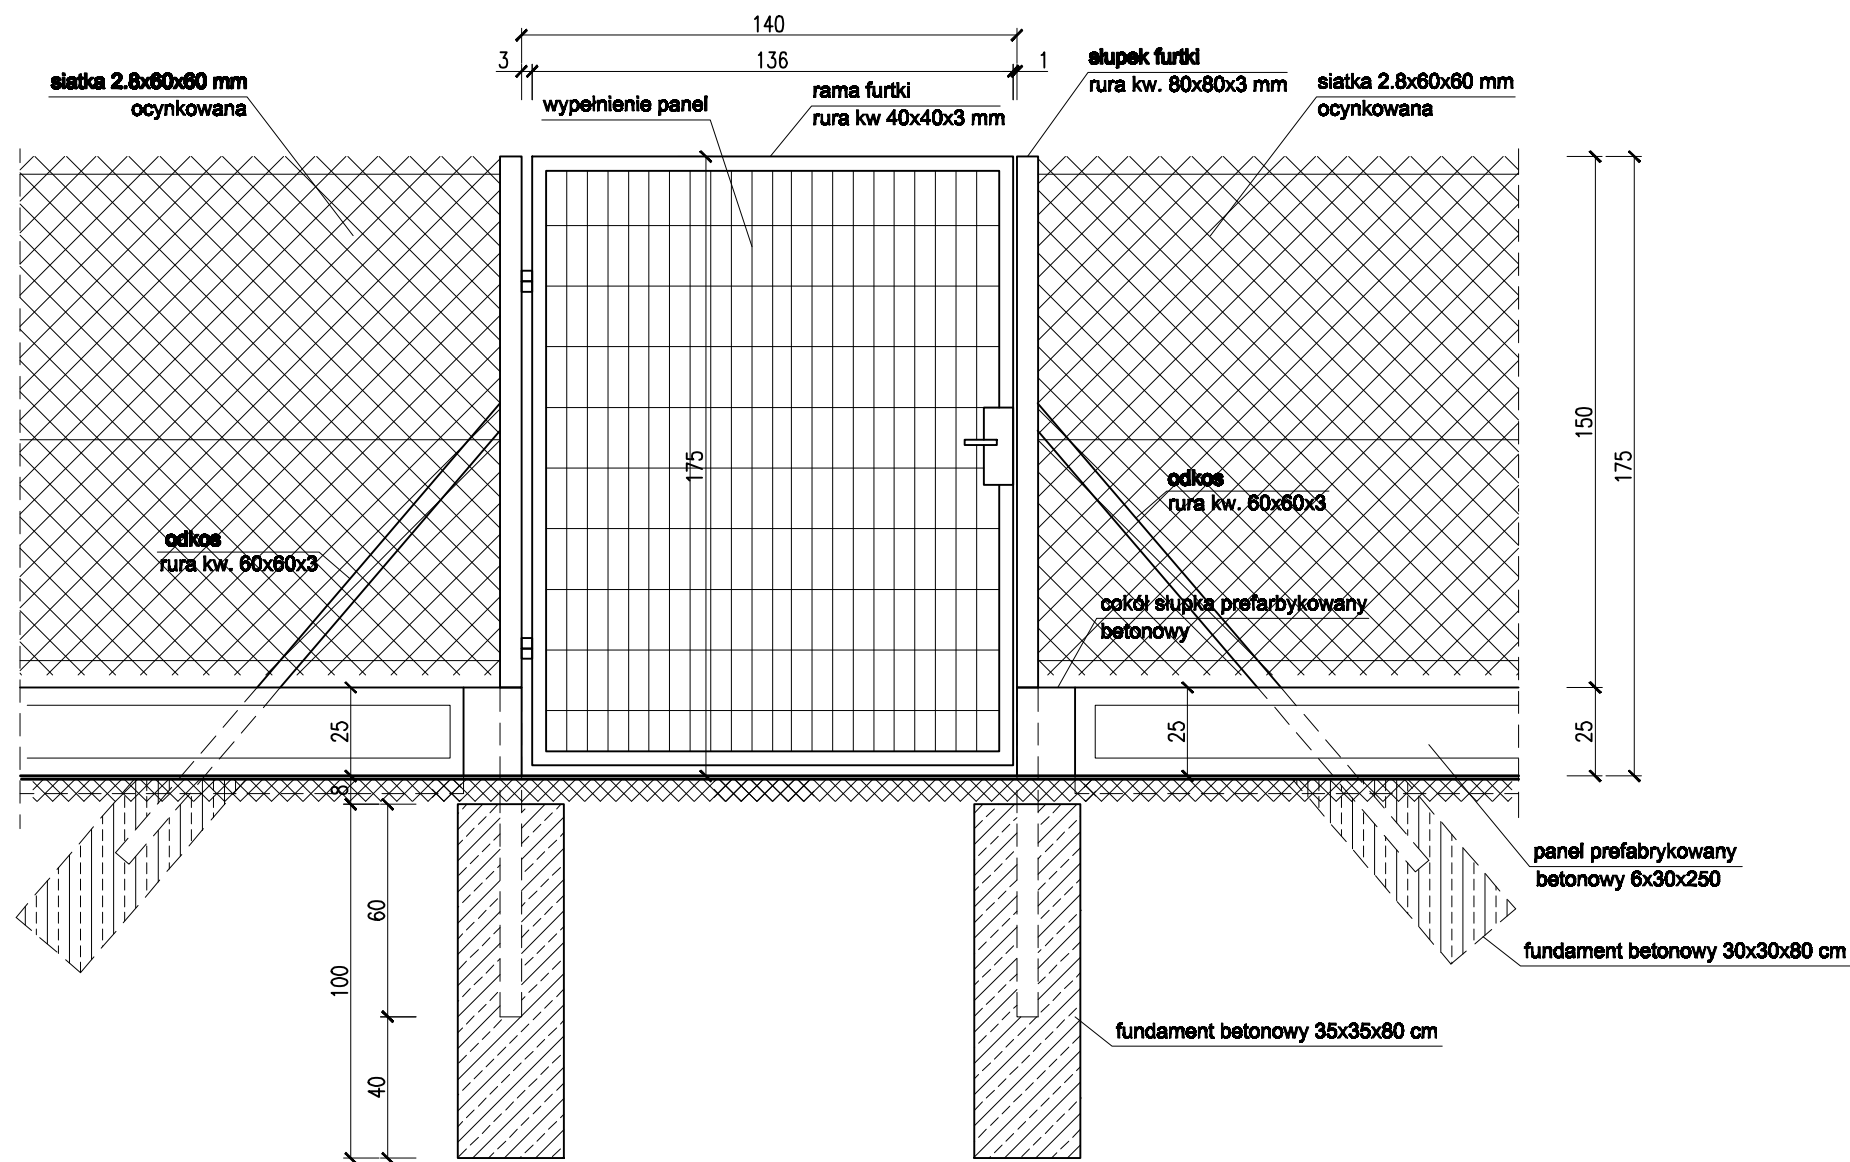 140
3
136
1
siatka 2.8x60x60 mm
ocynkowana
wypełnienie panel
rama furtki
rura kw 40x40x3 mm
słupek furtki
rura kw. 80x80x3 mm
siatka 2.8x60x60 mm
ocynkowana
175
150
175
odkos
rura kw. 60x60x3
odkos
rura kw. 60x60x3
cokół słupka prefarbykowany
betonowy
25
25
25
8
panel prefabrykowany
betonowy 6x30x250
60
100
fundament betonowy 30x30x80 cm
fundament betonowy 35x35x80 cm
40